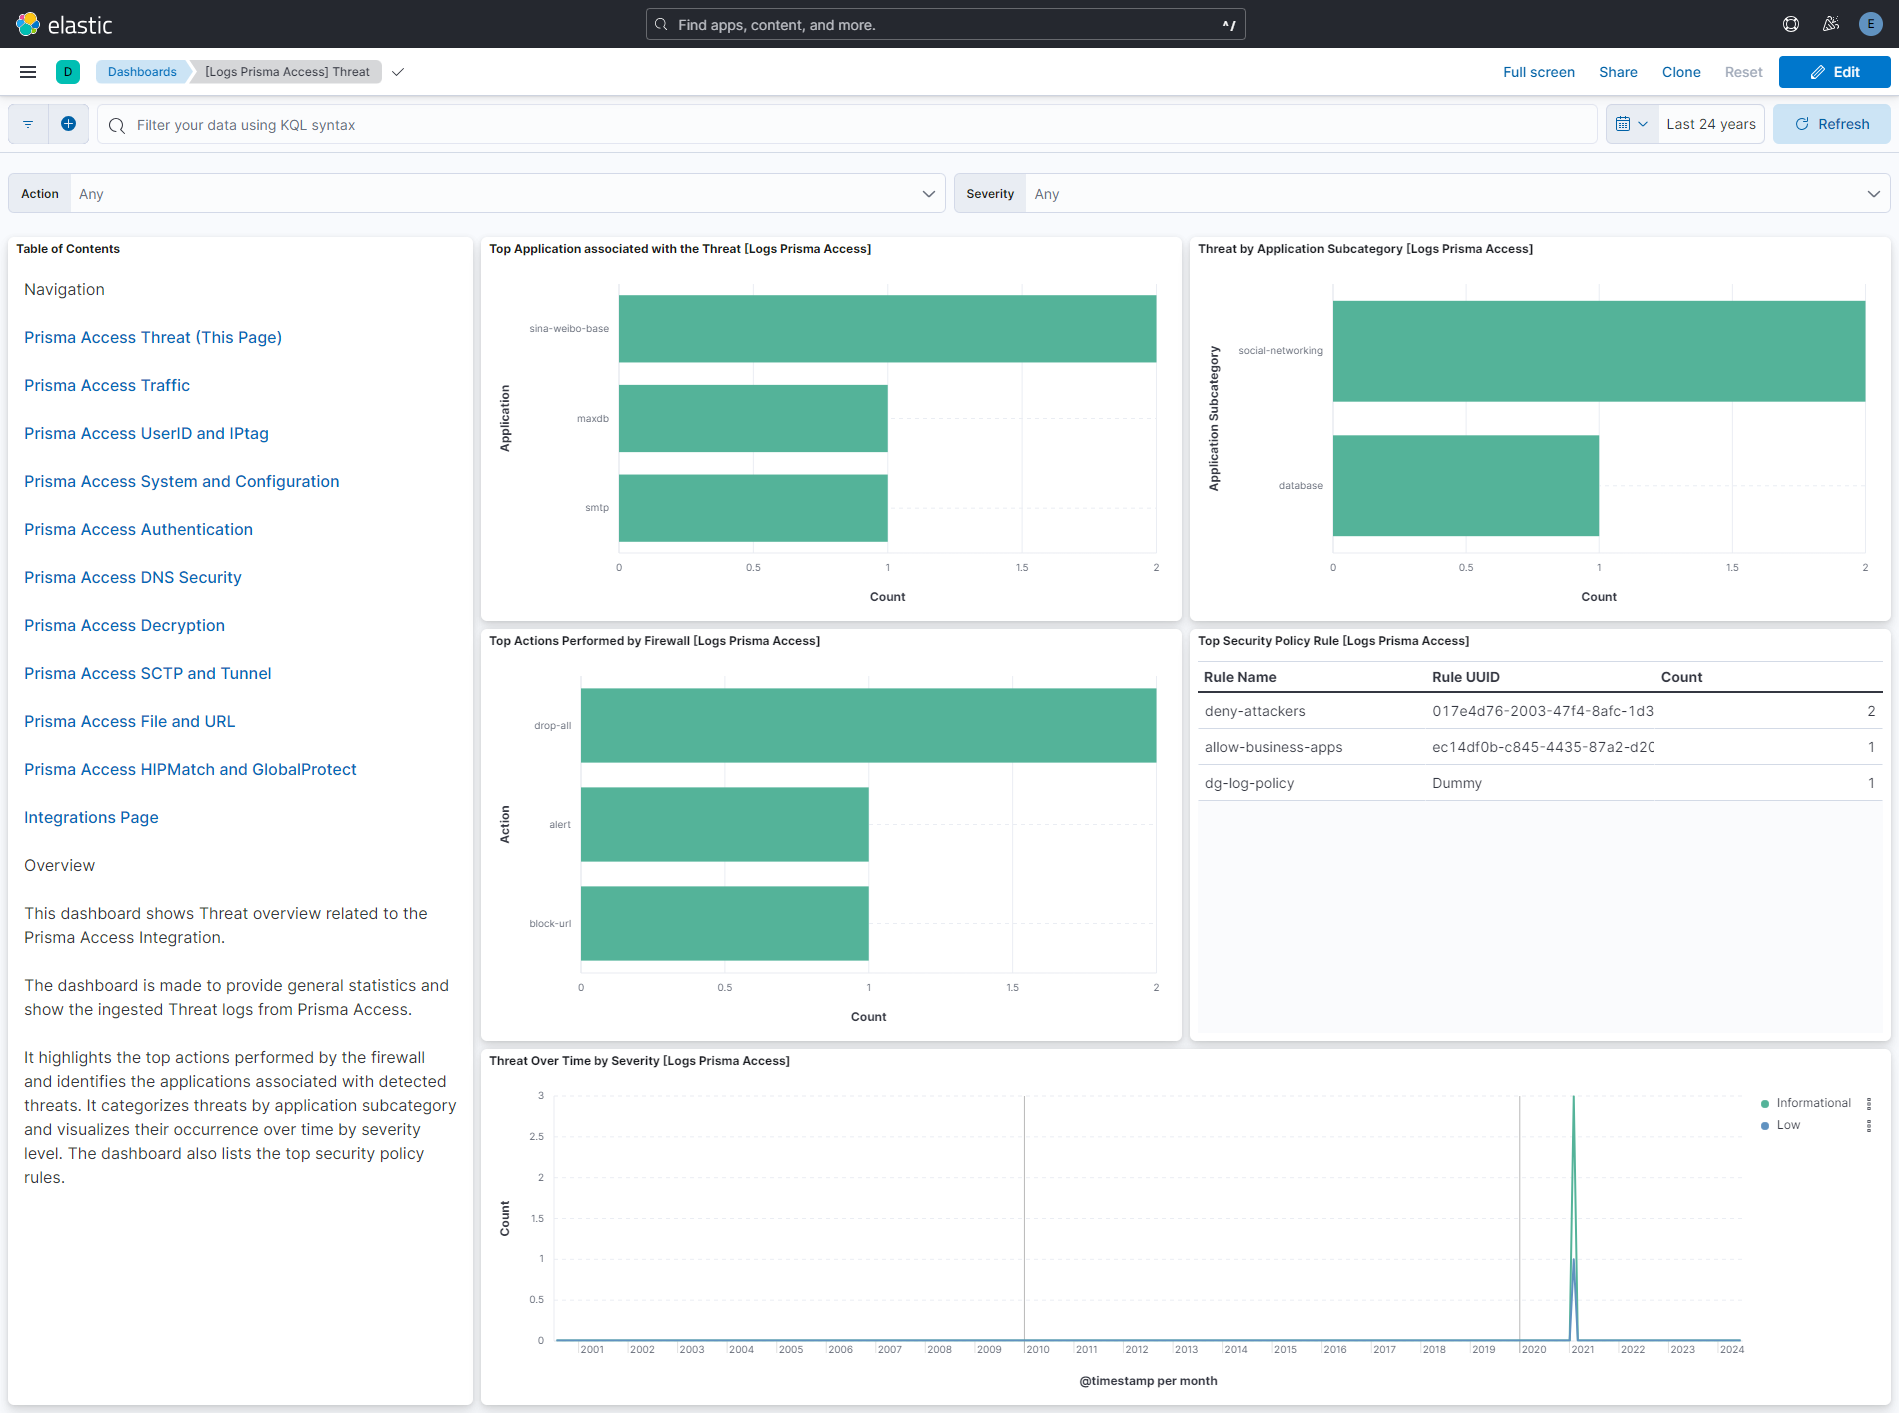 elastic
Find apps, content, and more.
^/
E
D
Dashboards
[Logs Prisma Access] Threat
Full screen
Share
Clone
Reset
Edit
Filter your data using KQL syntax
Last 24 years
Refresh
Action
Any
Severity
Any
Table of Contents
Navigation
Prisma Access Threat (This Page)
Prisma Access Traffic
Prisma Access UserID and IPtag
Prisma Access System and Configuration
Prisma Access Authentication
Prisma Access DNS Security
Prisma Access Decryption
Prisma Access SCTP and Tunnel
Prisma Access File and URL
Prisma Access HIPMatch and GlobalProtect
Integrations Page
Overview
This dashboard shows Threat overview related to the
Prisma Access Integration.
The dashboard is made to provide general statistics and
show the ingested Threat logs from Prisma Access.
It highlights the top actions performed by the firewall
and identifies the applications associated with detected
threats. It categorizes threats by application subcategory
and visualizes their occurrence over time by severity
level. The dashboard also lists the top security policy
rules.
Top Application associated with the Threat [Logs Prisma Access]
Application
sina-weibo-base
maxdb
smtp
0 0.5 1 1.5 2
Count
Threat by Application Subcategory [Logs Prisma Access]
Application Subcategory
social-networking
database
0 0.5 1 1.5 2
Count
Top Actions Performed by Firewall [Logs Prisma Access]
Action
drop-all
alert
block-url
0 0.5 1 1.5 2
Count
Top Security Policy Rule [Logs Prisma Access]
Rule Name Rule UUID Count
deny-attackers 017e4d76-2003-47f4-8afc-1d3 2
allow-business-apps ec14df0b-c845-4435-87a2-d20 1
dg-log-policy Dummy 1
Threat Over Time by Severity [Logs Prisma Access]
Count
3
2.5
2
1.5
1
0.5
0
2001 2002 2003 2004 2005 2006 2007 2008 2009 2010 2011 2012 2013 2014 2015 2016 2017 2018 2019 2020 2021 2022 2023 2024
@timestamp per month
Informational
Low